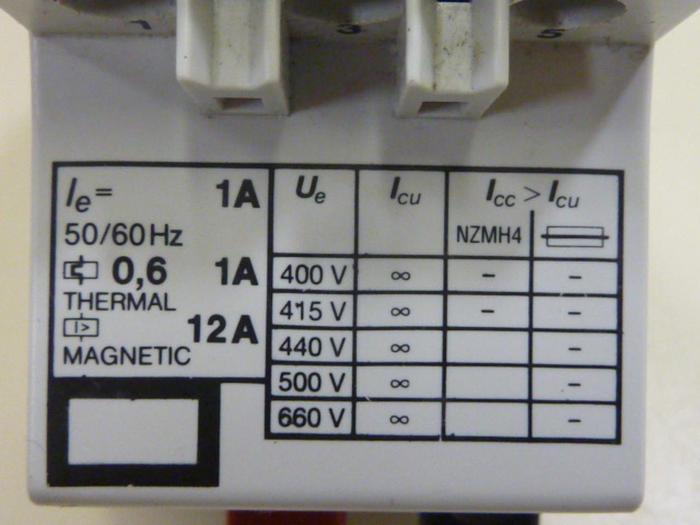 1 3 5
Ie= 1A
50/60 Hz
0,6 1A
THERMAL
I> 12A
MAGNETIC
Ue Icu Icc > Icu
NZMH4
400 V ∞ – –
415 V ∞ – –
440 V ∞ –
500 V ∞ –
660 V ∞ –